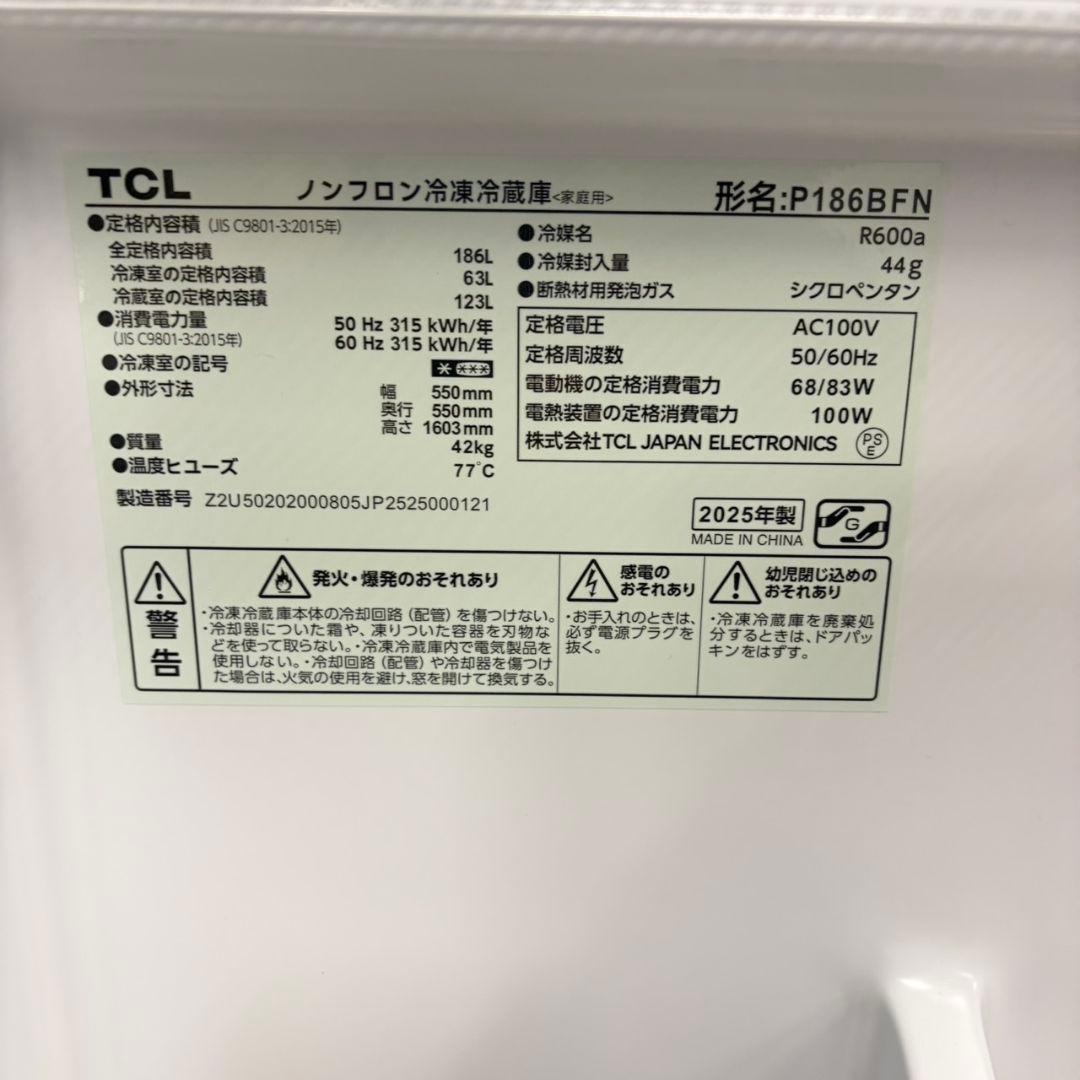 TCL ノンフロン冷凍冷蔵庫<家庭用> 形名:P186BFN
●定格内容積 (JIS C9801-3:2015年)
全定格内容積 186L
冷凍室の定格内容積 63L
冷蔵室の定格内容積 123L
●消費電力量 50 Hz 315 kWh/年
(JIS C9801-3:2015年) 60 Hz 315 kWh/年
●冷凍室の記号 * ***
●外形寸法 幅 550mm
奥行 550mm
高さ 1603mm
●質量 42kg
●温度ヒューズ 77℃
製造番号 Z2U50202000805JP2525000121
●冷媒名 R600a
●冷媒封入量 44g
●断熱材用発泡ガス シクロペンタン
定格電圧 AC100V
定格周波数 50/60Hz
電動機の定格消費電力 68/83W
電熱装置の定格消費電力 100W
株式会社TCL JAPAN ELECTRONICS PSE
2025年製 G
MADE IN CHINA
警告
発火・爆発のおそれあり
・冷凍冷蔵庫本体の冷却回路(配管)を傷つけない。
・冷却器についた霜や、凍りついた容器を刃物な
どを使って取らない。・冷凍冷蔵庫内で電気製品を
使用しない。・冷却回路(配管)や冷却器を傷つけ
た場合は、火気の使用を避け、窓を開けて換気する。
感電の
おそれあり
・お手入れのときは、
必ず電源プラグを
抜く。
幼児閉じ込めの
おそれあり
・冷凍冷蔵庫を廃棄処
分するときは、ドアパッ
キンをはずす。